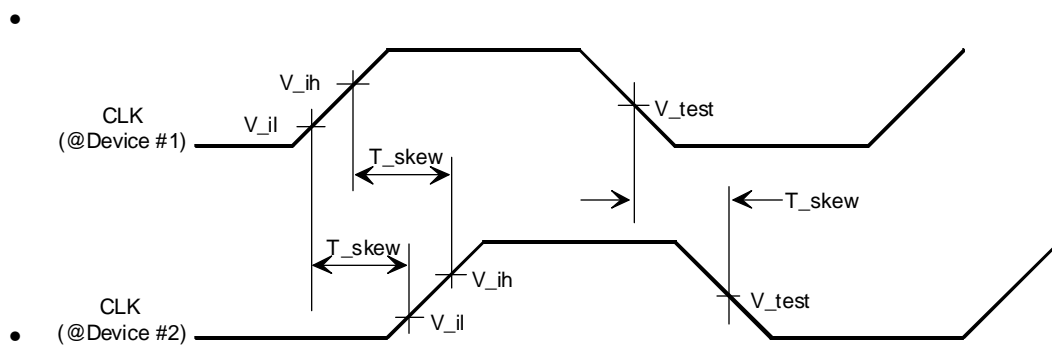 V_ih
V_il
CLK
(@Device #1)
V_test
T_skew
T_skew
T_skew
V_ih
V_test
CLK
(@Device #2)
V_il